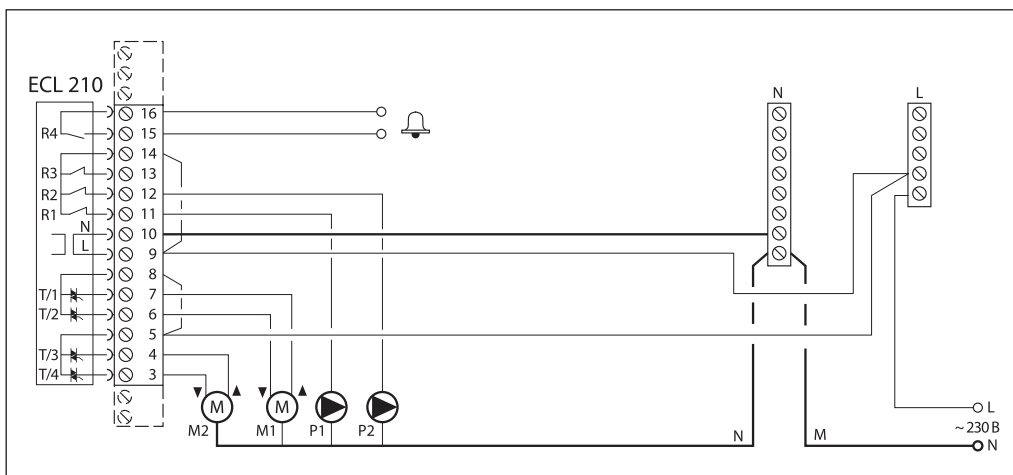 ECL 210
N
L
16
R4
15
14
R3
13
R2
12
R1
11
N
10
L
9
8
T/1
7
T/2
6
5
T/3
4
T/4
3
M
M
M2
M1
P1
P2
N
M
L
~ 230 В
N